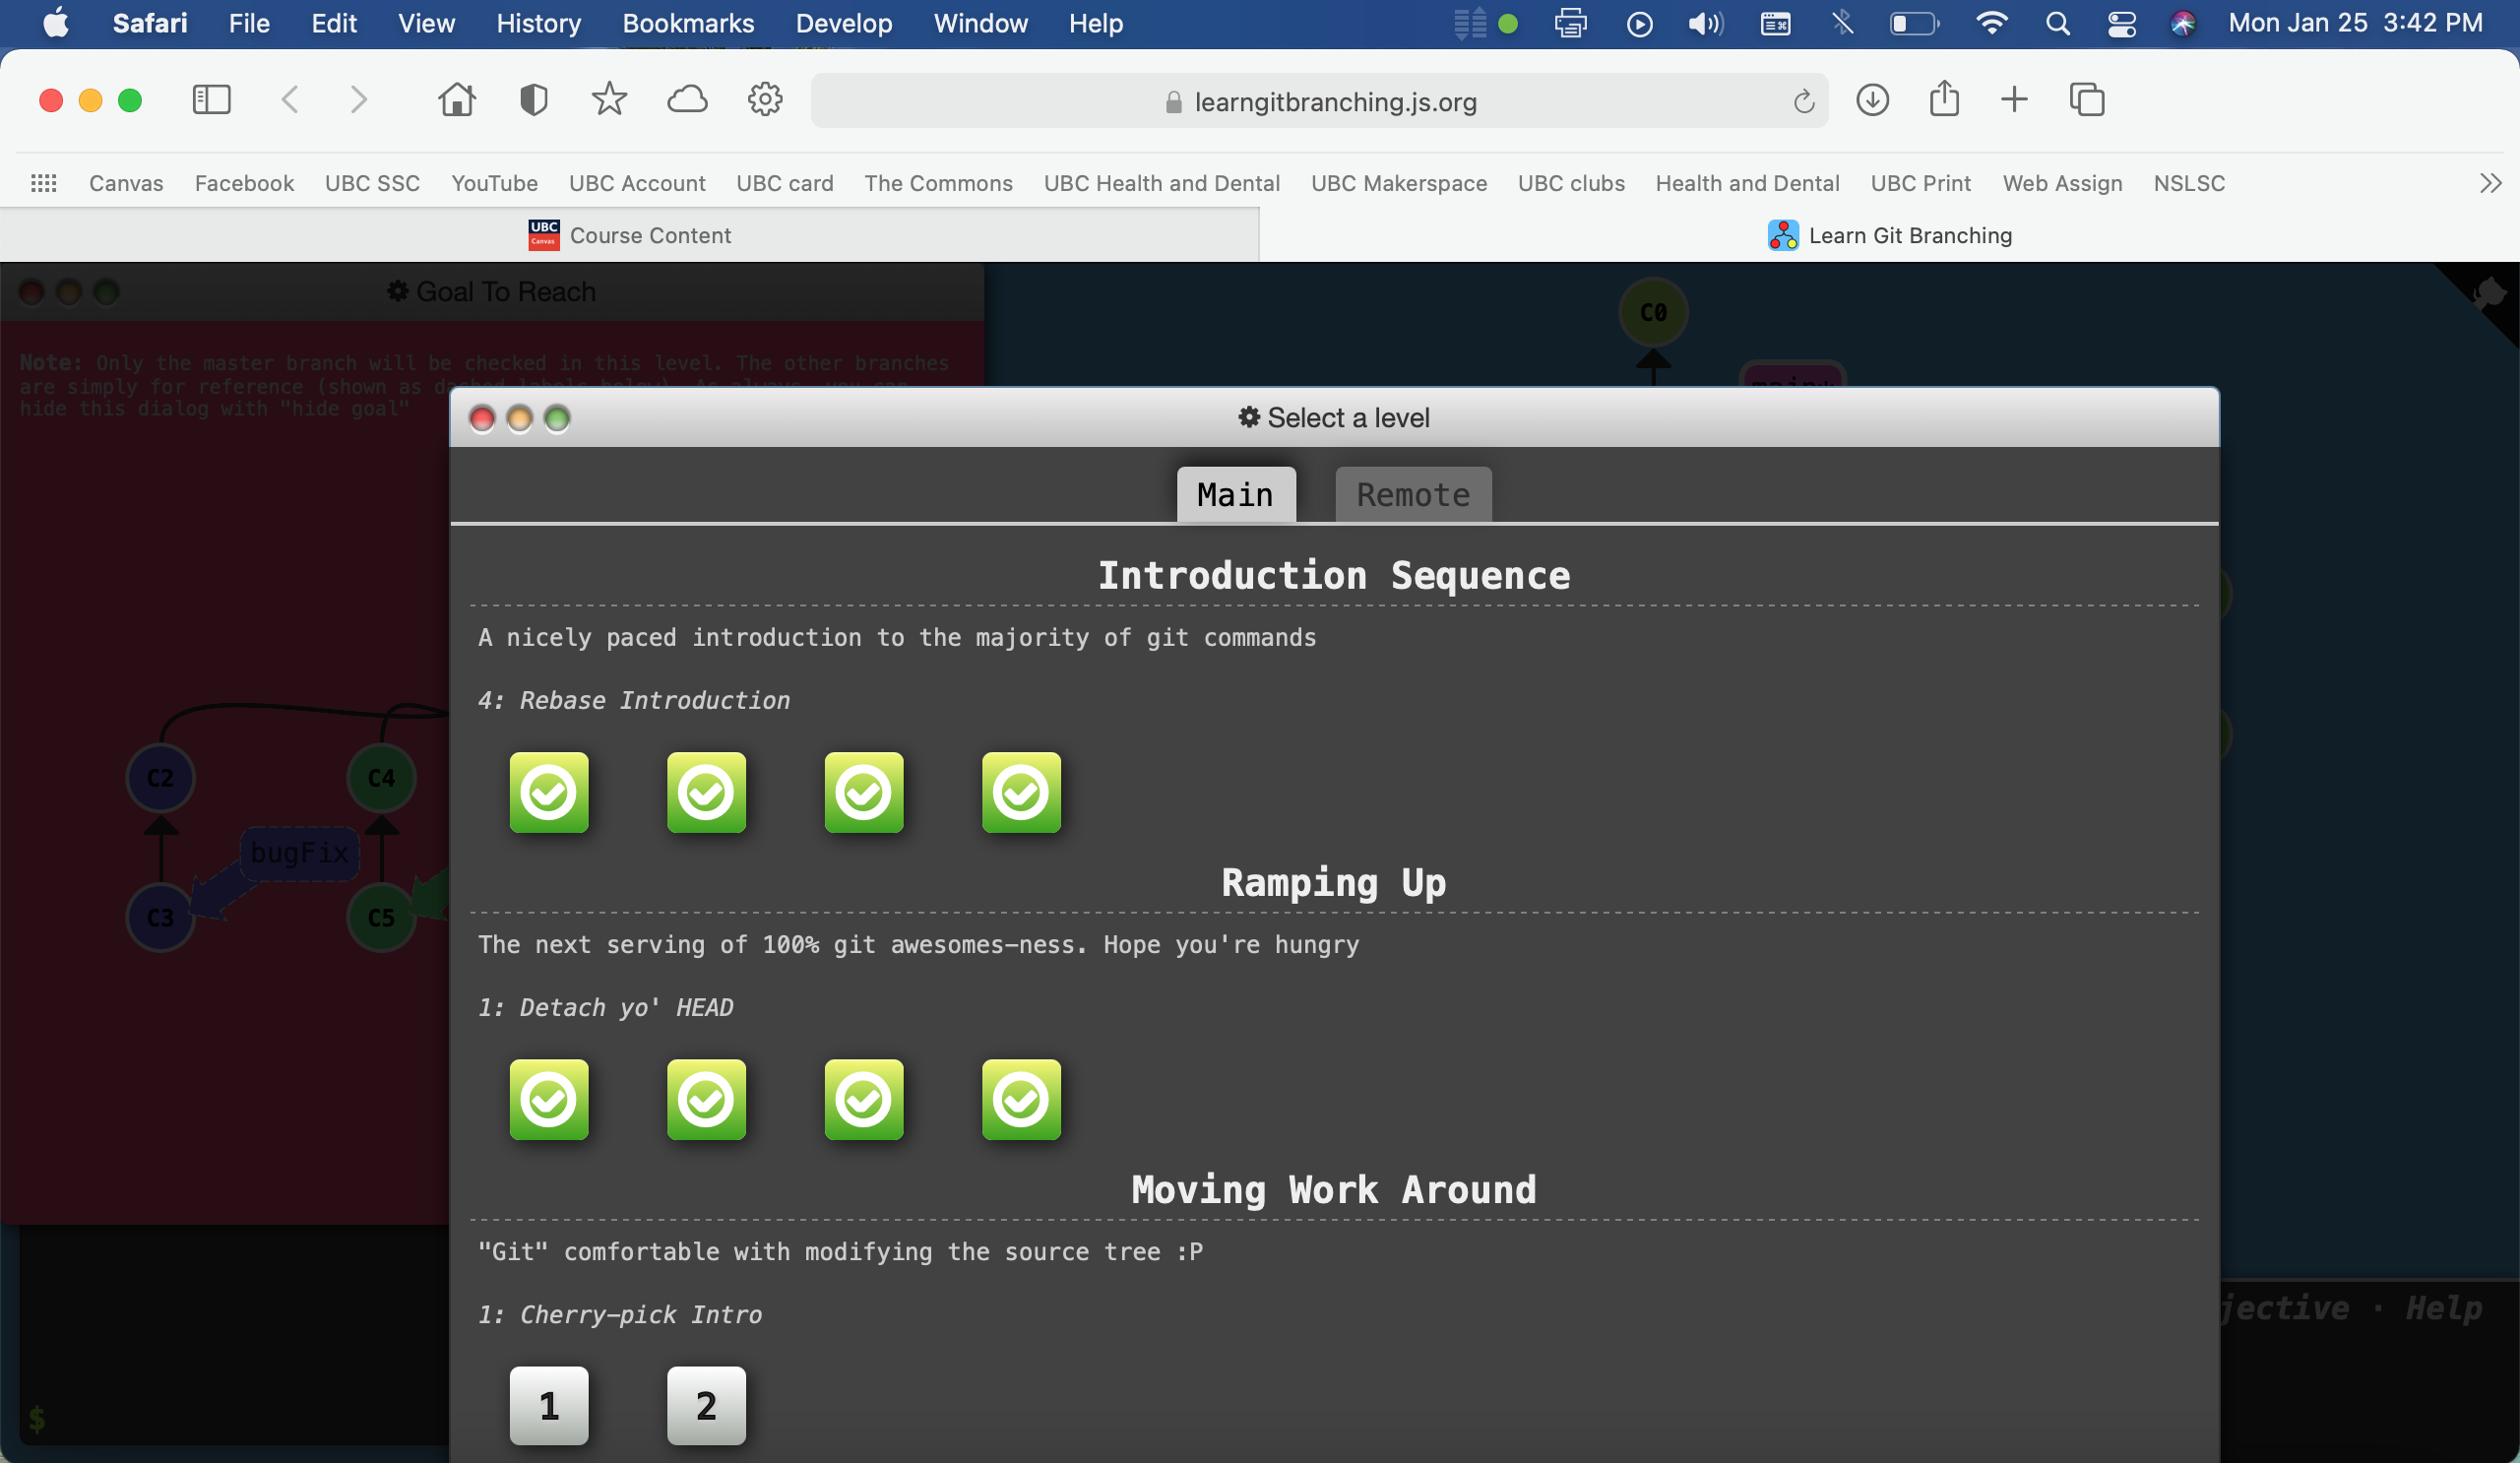 Safari File Edit View History Bookmarks Develop Window Help Mon Jan 25 3:42 PM
learngitbranching.js.org
Canvas Facebook UBC SSC YouTube UBC Account UBC card The Commons UBC Health and Dental UBC Makerspace UBC clubs Health and Dental UBC Print Web Assign NSLSC
UBC Canvas Course Content Learn Git Branching
Goal To Reach
C0
Note: Only the master branch will be checked in this level. The other branches
are simply for reference (shown as dashed labels below). As always, you can
hide this dialog with "hide goal"
main*
Select a level
Main Remote
Introduction Sequence
A nicely paced introduction to the majority of git commands
4: Rebase Introduction
C2 C4
bugFix
C3 C5
Ramping Up
The next serving of 100% git awesomes-ness. Hope you're hungry
1: Detach yo' HEAD
Moving Work Around
"Git" comfortable with modifying the source tree :P
jective · Help
1: Cherry-pick Intro
1 2
$